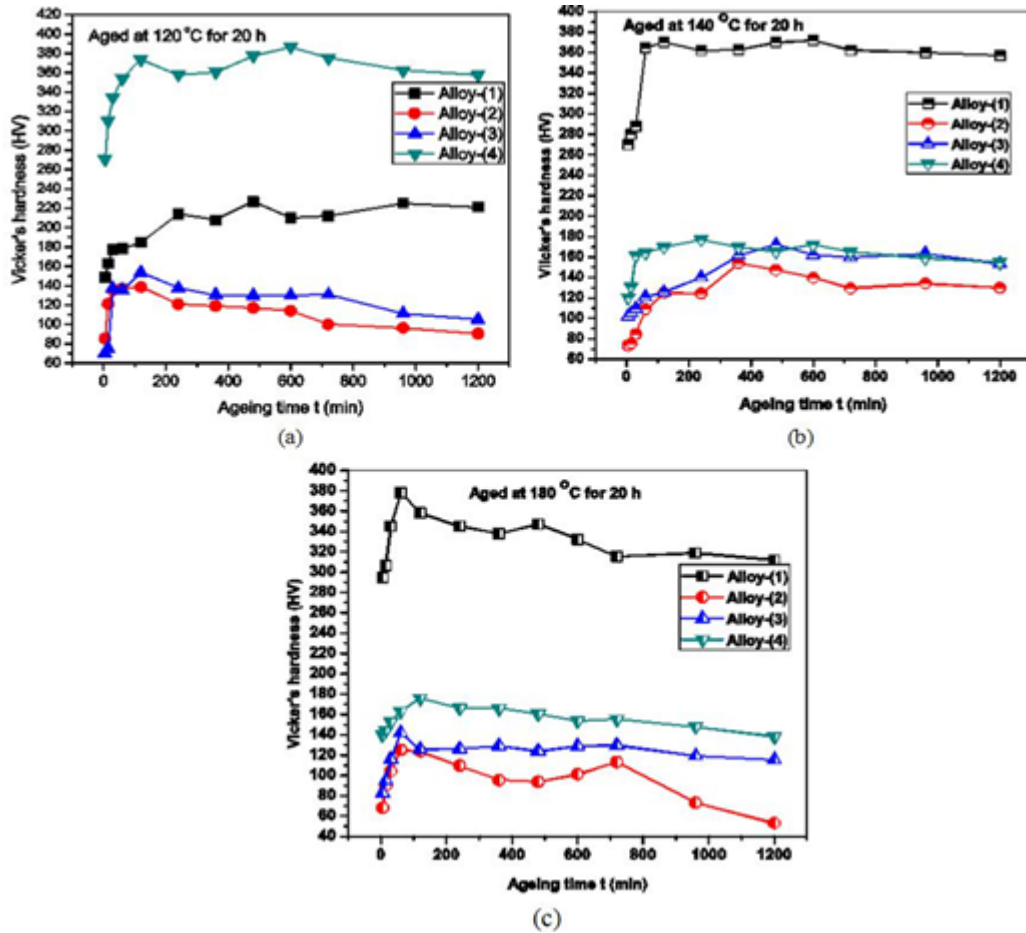 420
400
380
360
340
320
300
280
260
240
220
200
180
160
140
120
100
80
60
Vicker's hardness (HV)
Aged at 120 °C for 20 h
Alloy-(1)
Alloy-(2)
Alloy-(3)
Alloy-(4)
0 200 400 600 800 1000 1200
Ageing time t (min)
(a)
400
380
360
340
320
300
280
260
240
220
200
180
160
140
120
100
80
60
Vilcker's hardness (HV)
Aged at 140 °C for 20 h
Alloy-(1)
Alloy-(2)
Alloy-(3)
Alloy-(4)
0 200 400 600 800 1000 1200
Ageing time t (min)
(b)
400
380
360
340
320
300
280
260
240
220
200
180
160
140
120
100
80
60
40
Vicker's hardness (HV)
Aged at 180 °C for 20 h
Alloy-(1)
Alloy-(2)
Alloy-(3)
Alloy-(4)
0 200 400 600 800 1000 1200
Ageing time t (min)
(c)